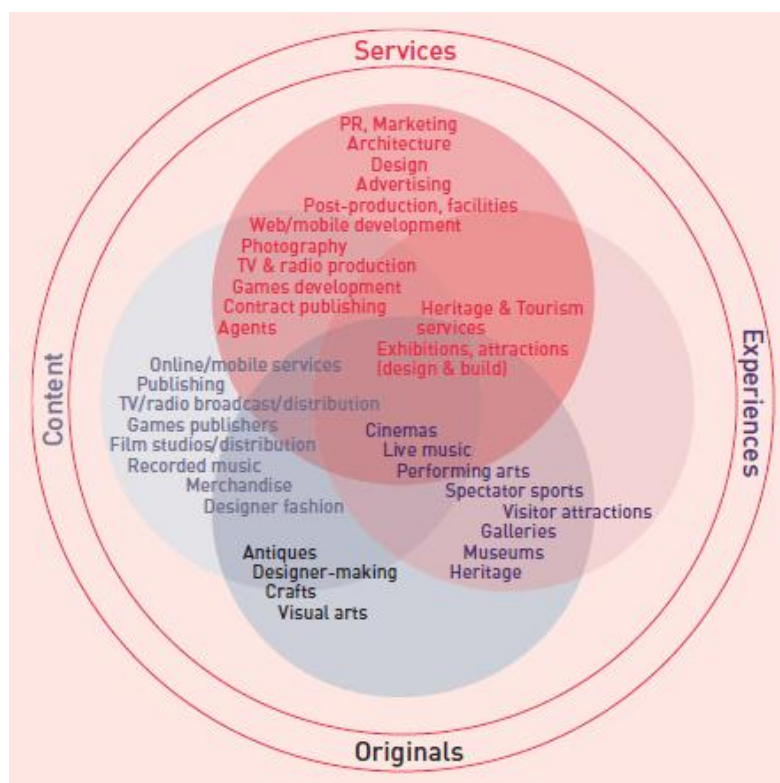 Services
PR, Marketing
Architecture
Design
Advertising
Post-production, facilities
Web/mobile development
Photography
TV & radio production
Games development
Contract publishing
Agents
Heritage & Tourism
services
Exhibitions, attractions
(design & build)
Content
Online/mobile services
Publishing
TV/radio broadcast/distribution
Games publishers
Film studios/distribution
Recorded music
Merchandise
Designer fashion
Experiences
Cinemas
Live music
Performing arts
Spectator sports
Visitor attractions
Galleries
Museums
Heritage
Antiques
Designer-making
Crafts
Visual arts
Originals